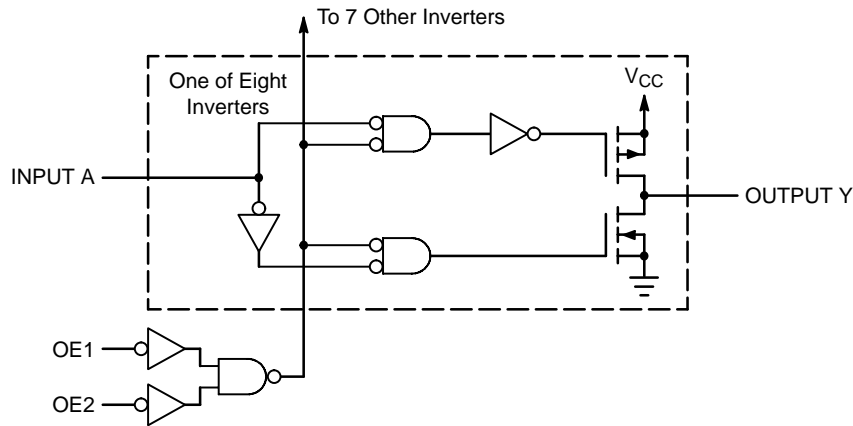 To 7 Other Inverters
One of Eight
Inverters
VCC
INPUT A
OUTPUT Y
OE1
OE2